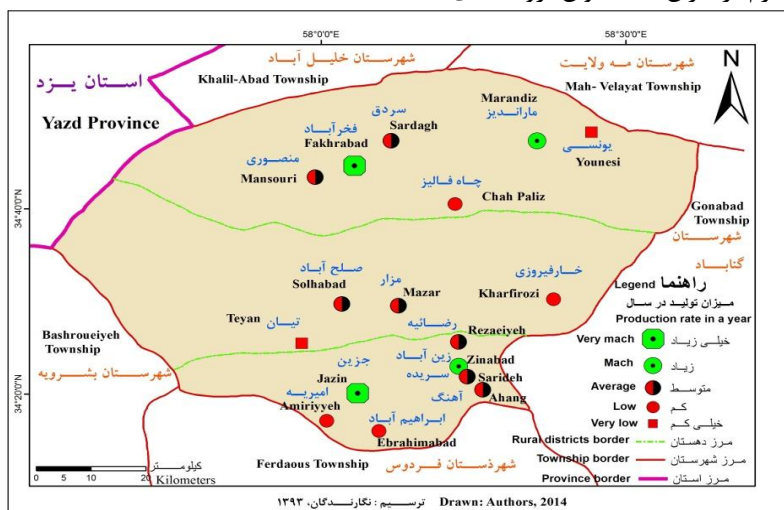 58°0'0"E
58°30'0"E
شهرستان خلیل آباد
Khalil-Abad Township
شهرستان مه ولایت
Mah- Velayat Township
N
استان یزد
Yazd Province
سردق
Sardagh
فخرآباد
Fakhrabad
منصوری
Mansouri
Marandiz
ماراندیز
یونسی
Younesi
چاه فالیز
Chah Paliz
34°40'0"N
Gonabad
Township
شهرستان
گناباد
صلح آباد
Solhabad
مزار
Mazar
خارفیروزی
Kharfirozi
Teyan
تیان
رضائیه
Rezaeiyeh
Bashroueiyeh
Township
شهرستان بشرویه
زین آباد
Zinabad
سریده
Sarideh
آهنگ
Ahang
جزین
Jazin
34°20'0"N
امیریه
Amiriyyeh
ابراهیم آباد
Ebrahimabad
Ferdaous Township
شهرذستان فردوس
Legend راهنما
میزان تولید در سال
Production rate in a year
Very mach خیلی زیاد
Mach زیاد
Average متوسط
Low کم
Very low خیلی کم
Rural districts border مرز دهستان
Township border مرز شهرستان
Province border مرز استان
0 5 10 20
کیلومتر
Kilometers
ترسیم : نگارندگان، ۱۳۹۳ Drawn: Authors, 2014